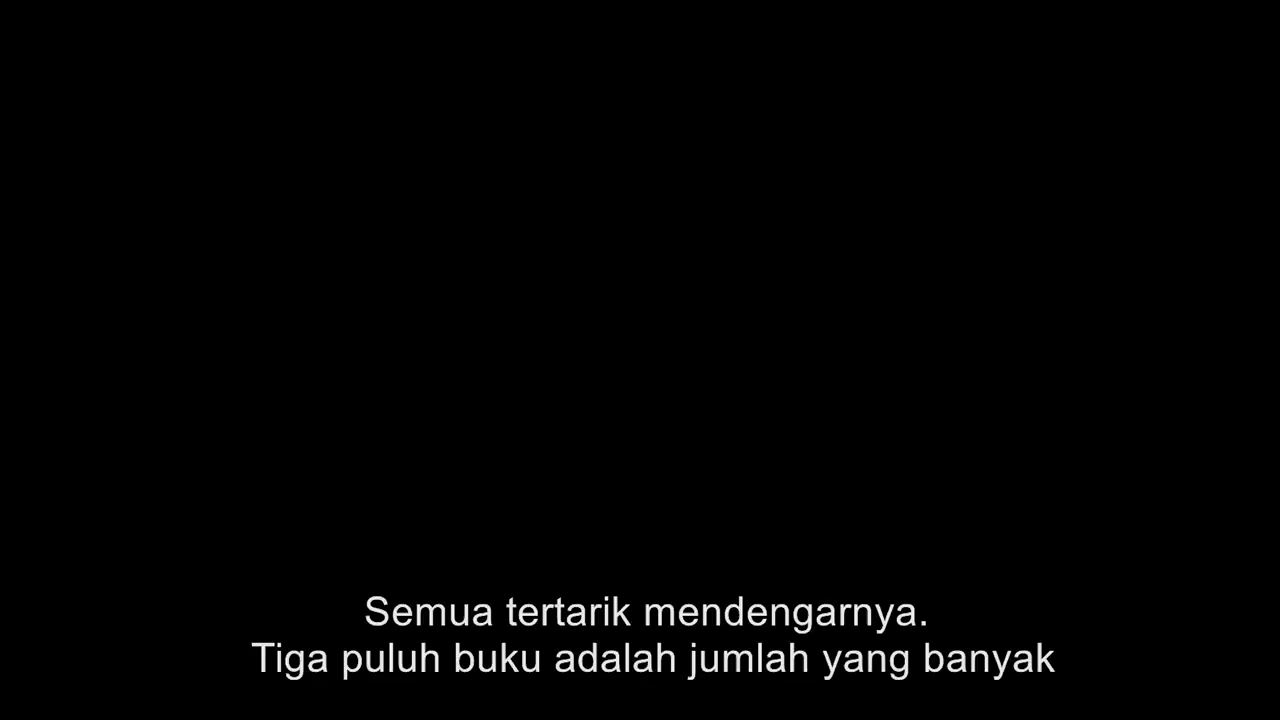 Semua tertarik mendengarnya.
Tiga puluh buku adalah jumlah yang banyak